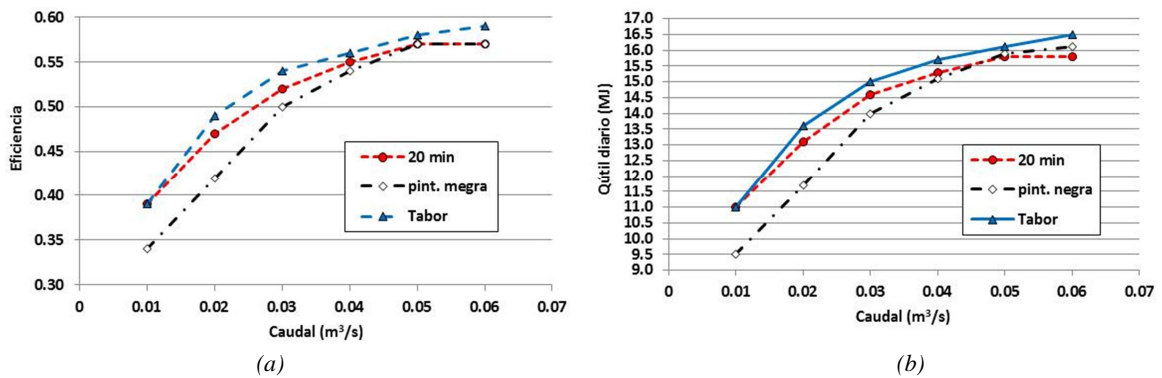 0.60
0.55
0.50
0.45
0.40
0.35
0.30
Eficiencia
20 min
pint. megra
Tabor
0 0.01 0.02 0.03 0.04 0.05 0.06 0.07
Caudal (m³/s)
(a)
17.0
16.5
16.0
15.5
15.0
14.5
14.0
13.5
13.0
12.5
12.0
11.5
11.0
10.5
10.0
9.5
9.0
Qútil diario (MJ)
20 min
pint. negra
Tabor
0 0.01 0.02 0.03 0.04 0.05 0.06 0.07
Caudal (m³/s)
(b)